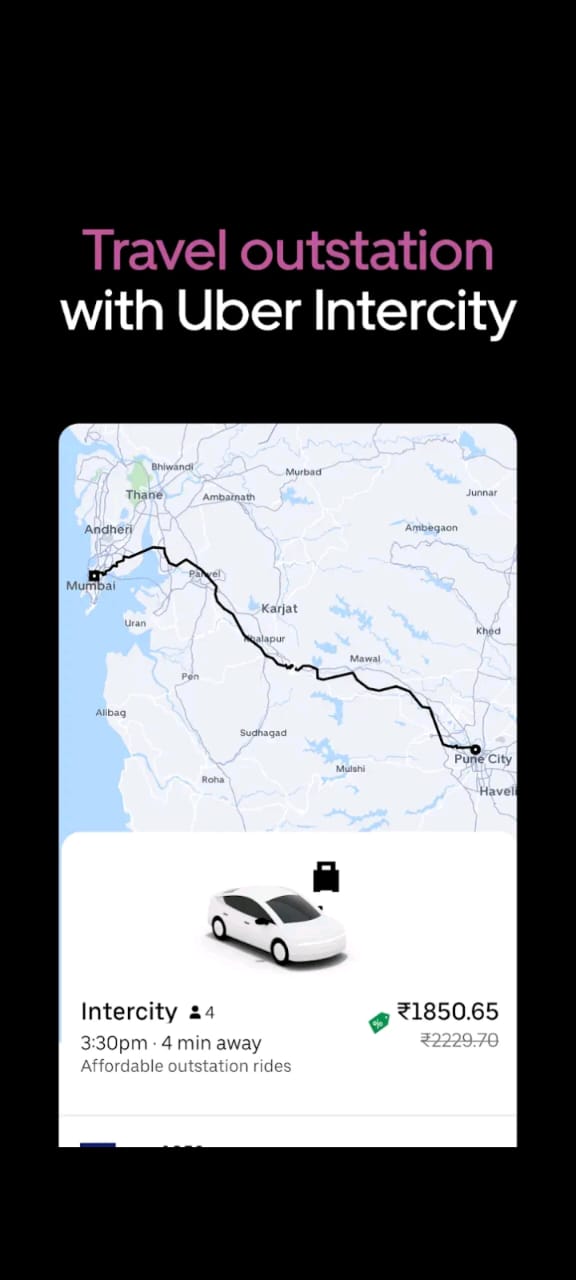 Travel outstation
with Uber Intercity
Bhiwandi
Murbad
Thane
Ambarnath
Junnar
Andheri
Ambegaon
Panvel
Mumbai
Karjat
Uran
Khalapur
Khed
Mawal
Pen
Alibag
Sudhagad
Pune City
Mulshi
Roha
Haveli
Intercity 4
₹1850.65
3:30pm · 4 min away
₹2229.70
Affordable outstation rides